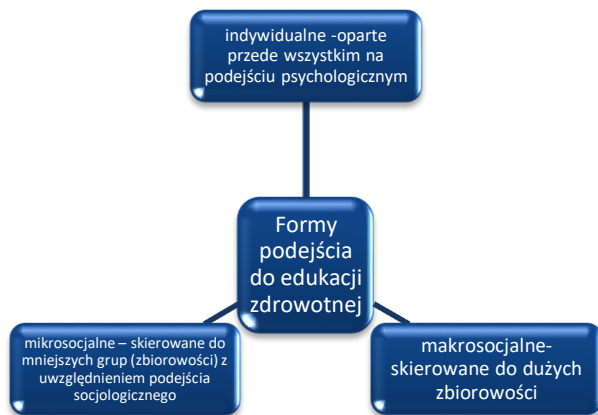 indywidualne -oparte
przede wszystkim na
podejściu psychologicznym
Formy
podejścia
do edukacji
zdrowotnej
mikrosocjalne – skierowane do
mniejszych grup (zbiorowości) z
uwzględnieniem podejścia
socjologicznego
makrosocjalne-
skierowane do dużych
zbiorowości